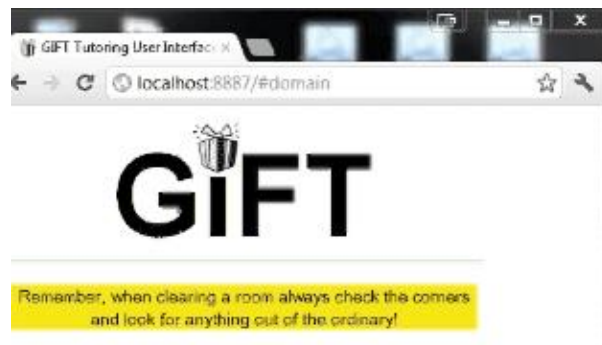 GIFT Tutoring User Interfac
localhost:8887/#domain
GiFT
Remember, when clearing a room always check the corners
and look for anything out of the ordinary!